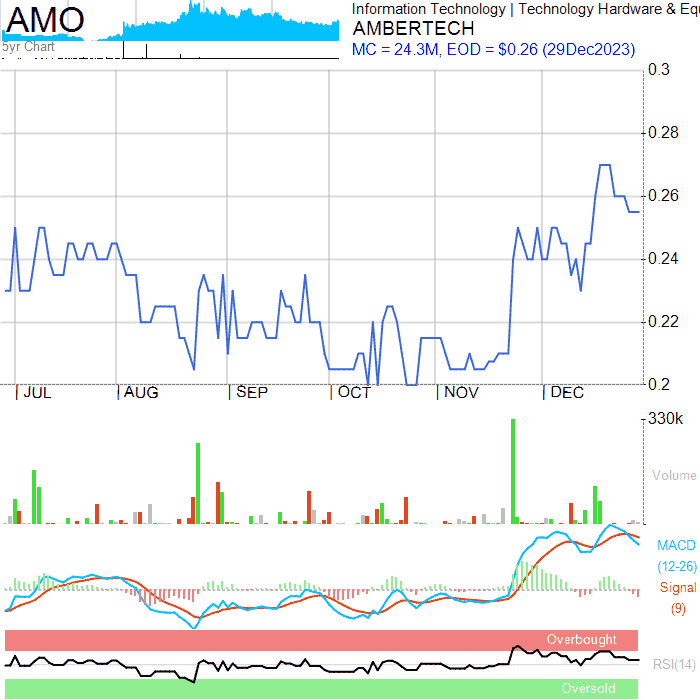 AMO
5yr Chart
Information Technology | Technology Hardware & Equ
AMBERTECH
MC = 24.3M, EOD = $0.26 (29Dec2023)
0.3
0.28
0.26
0.24
0.22
0.2
JUL AUG SEP OCT NOV DEC
330k
Volume
MACD
(12-26)
Signal
(9)
Overbought
RSI(14)
Oversold